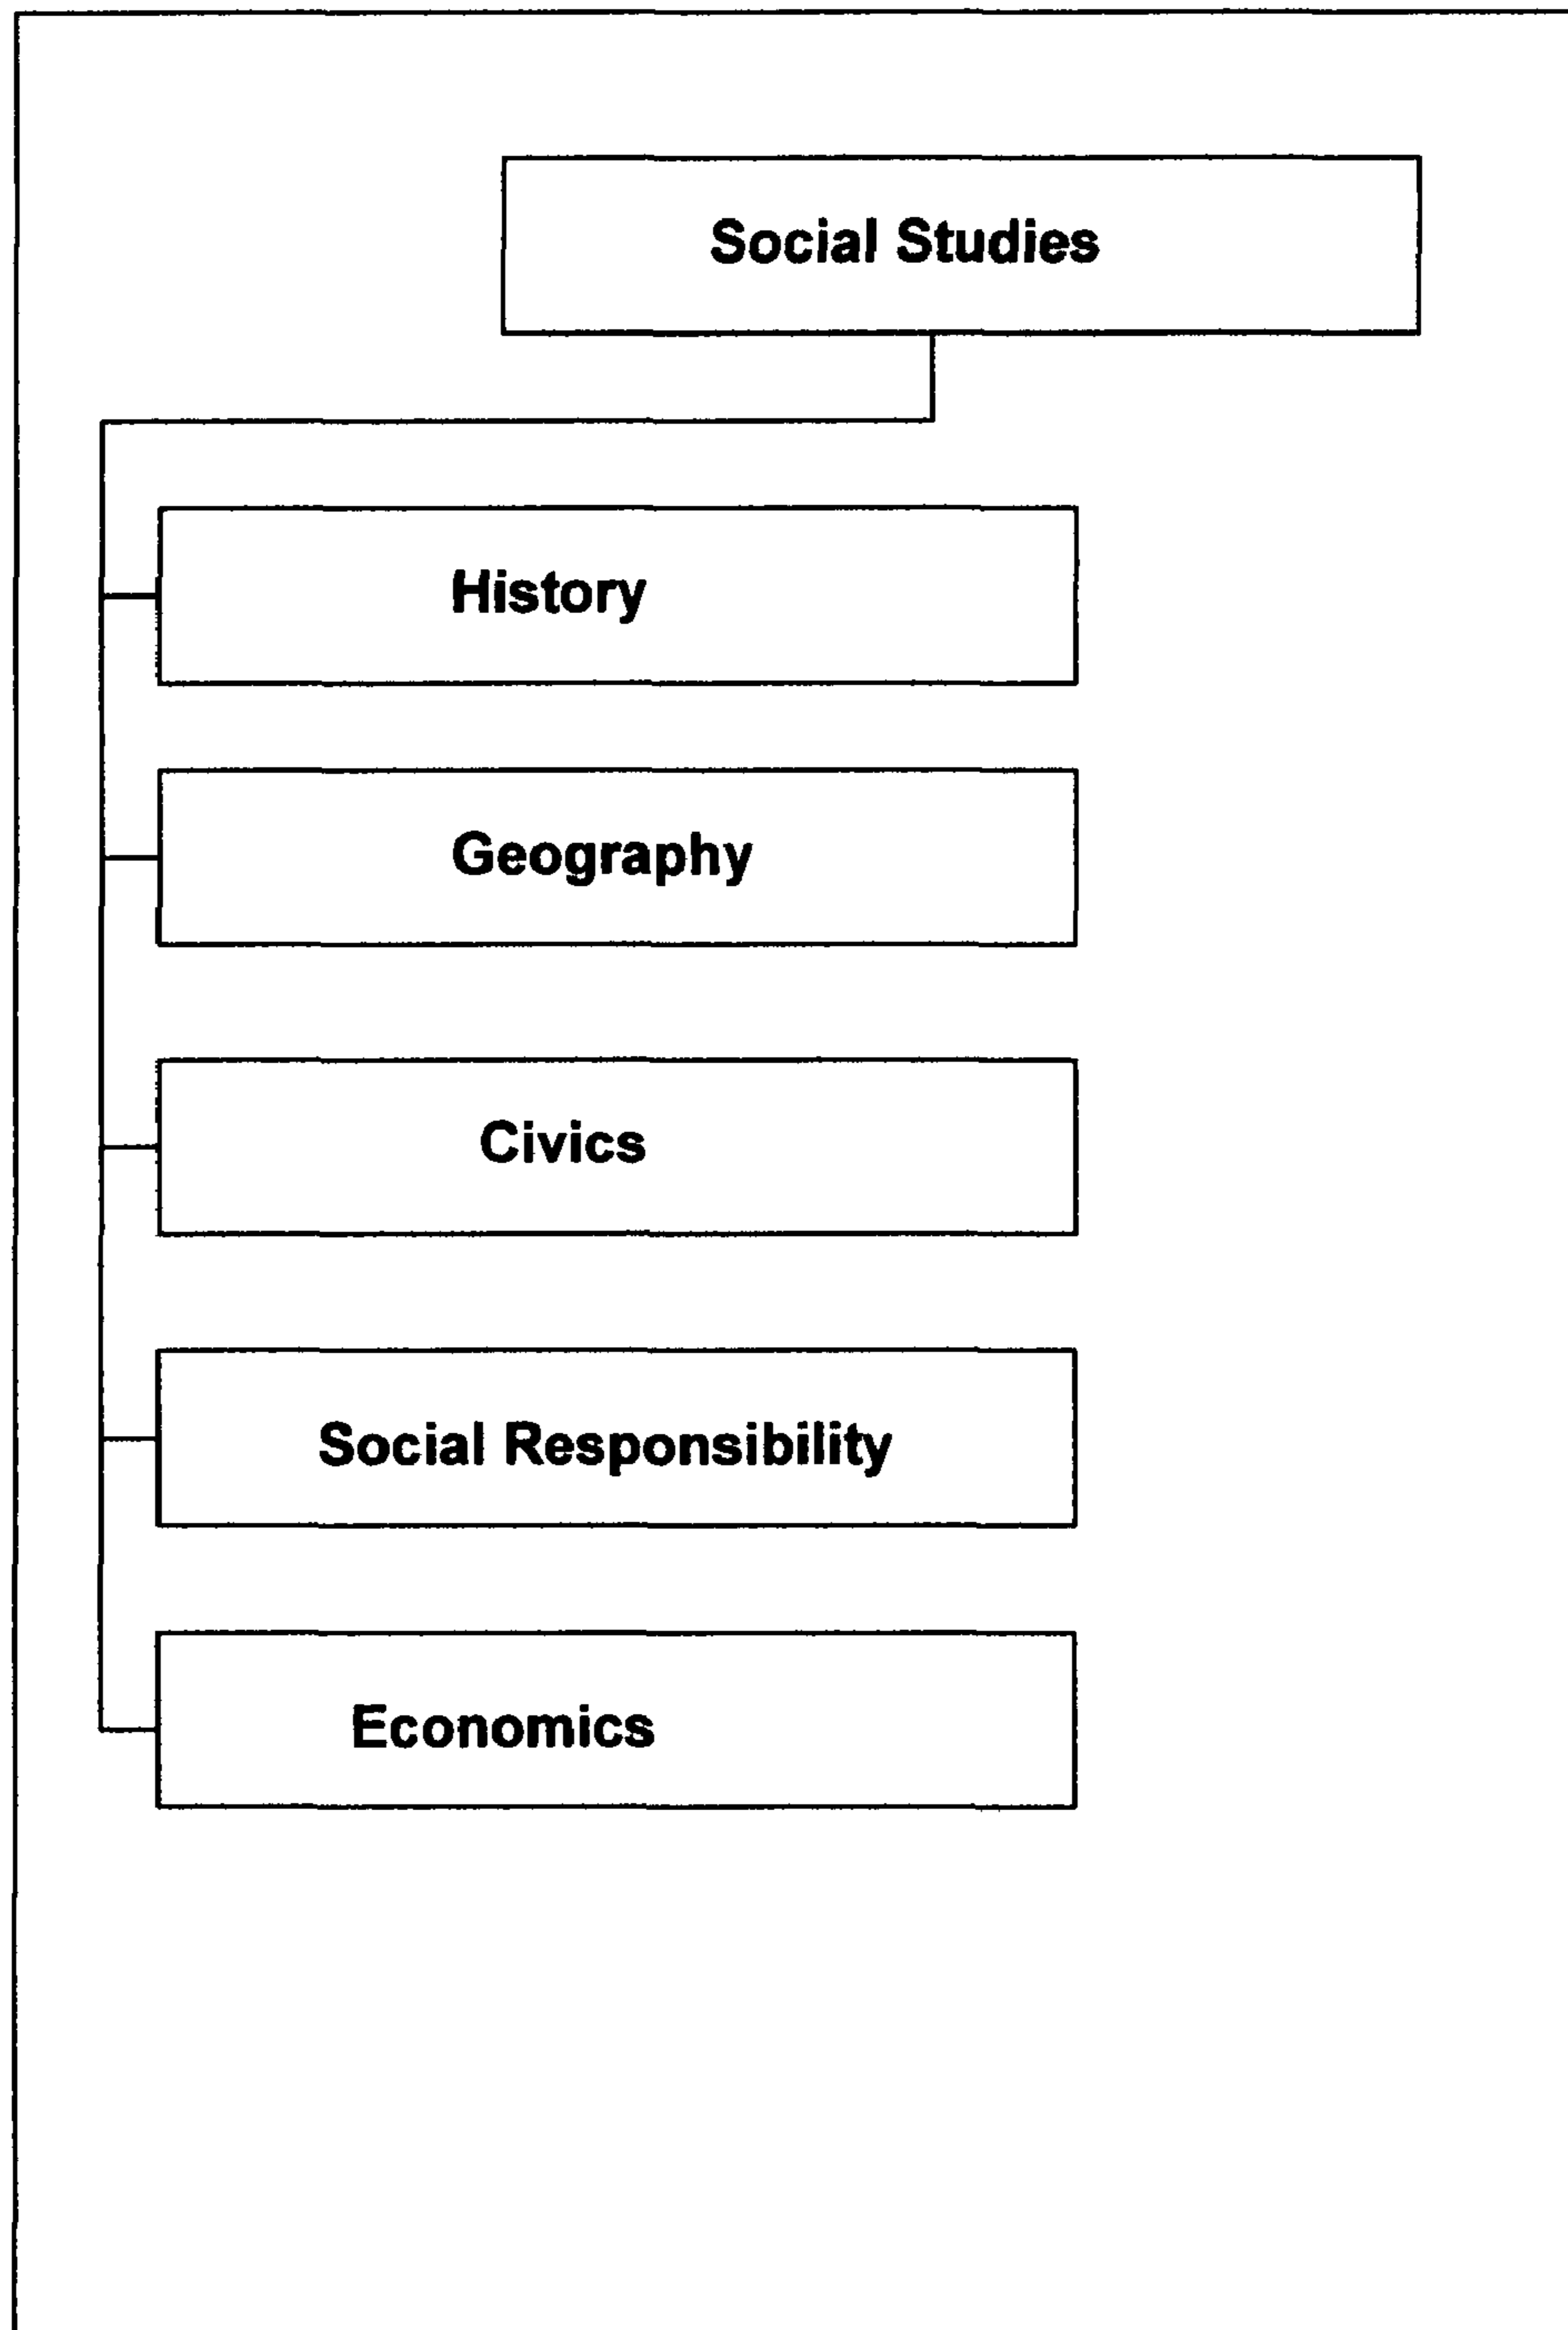 Social Studies
History
Geography
Civics
Social Responsibility
Economics